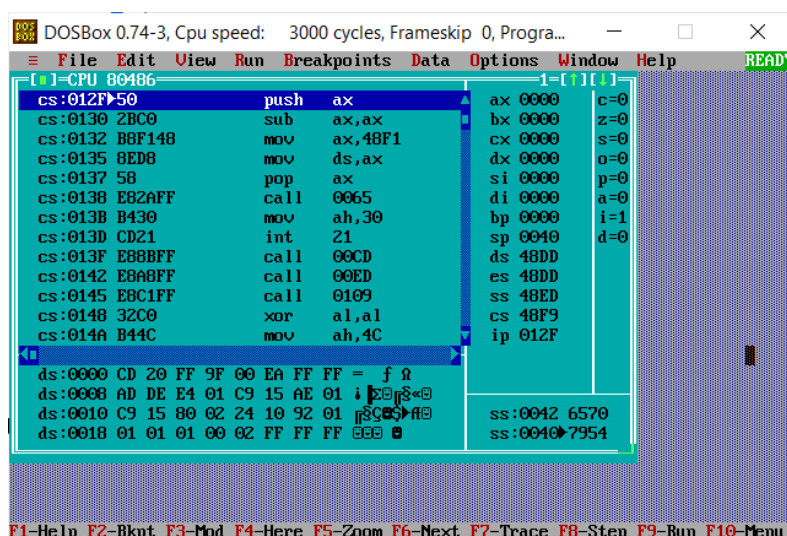 DOSBox 0.74-3, Cpu speed: 3000 cycles, Frameskip 0, Progra...
≡ File Edit View Run Breakpoints Data Options Window Help READY
[■]=CPU 80486 1=[↑][↓]
cs:012F►50 push ax
cs:0130 2BC0 sub ax,ax
cs:0132 B8F148 mov ax,48F1
cs:0135 8ED8 mov ds,ax
cs:0137 58 pop ax
cs:0138 E82AFF call 0065
cs:013B B430 mov ah,30
cs:013D CD21 int 21
cs:013F E88BFF call 00CD
cs:0142 E8A8FF call 00ED
cs:0145 E8C1FF call 0109
cs:0148 32C0 xor al,al
cs:014A B44C mov ah,4C
ax 0000 c=0
bx 0000 z=0
cx 0000 s=0
dx 0000 o=0
si 0000 p=0
di 0000 a=0
bp 0000 i=1
sp 0040 d=0
ds 48DD
es 48DD
ss 48ED
cs 48F9
ip 012F
ds:0000 CD 20 FF 9F 00 EA FF FF = ƒ Ω
ds:0008 AD DE E4 01 C9 15 AE 01 ¡▐Σ☺╔§«☺
ds:0010 C9 15 80 02 24 10 92 01 ╔§Ç☻$►Æ☺
ds:0018 01 01 01 00 02 FF FF FF ☺☺☺ ☻
ss:0042 6570
ss:0040►7954
F1-Help F2-Bkpt F3-Mod F4-Here F5-Zoom F6-Next F7-Trace F8-Step F9-Run F10-Menu